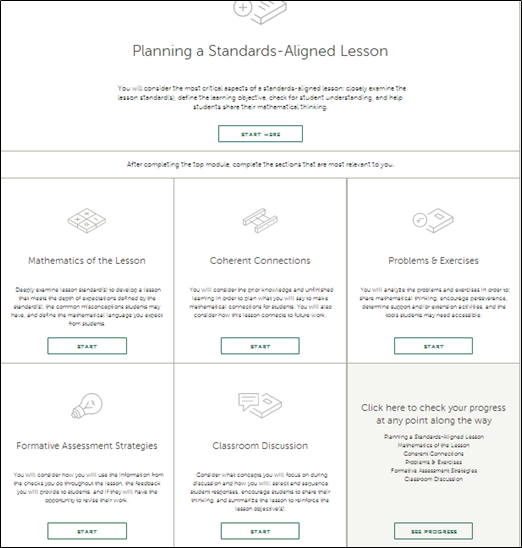 Planning a Standards-Aligned Lesson
You will consider the most critical aspects of a standards-aligned lesson: closely examine the
lesson standard(s), define the learning objective, check for student understanding, and help
students share their mathematical thinking.
START HERE
After completing the top module, complete the sections that are most relevant to you.
Mathematics of the Lesson
Deeply examine lesson standard(s) to develop a lesson
that meets the depth of expectations defined by the
standard(s), the common misconceptions students may
have, and define the mathematical language you expect
from students.
START
Coherent Connections
You will consider the prior knowledge and unfinished
learning in order to plan what you will say to make
mathematical connections for students. You will also
consider how this lesson connects to future work.
START
Problems & Exercises
You will analyze the problems and exercises in order to:
share mathematical thinking, encourage perseverance,
determine support and/or extension activities, and the
tools students may need accessible.
START
Formative Assessment Strategies
You will consider how you will use the information from
the checks you do throughout the lesson, the feedback
you will provide to students, and if they will have the
opportunity to revise their work.
START
Classroom Discussion
Consider what concepts you will focus on during
discussion and how you will: select and sequence
student responses, encourage students to share their
thinking, and summarize the lesson to reinforce the
lesson objective(s).
START
Click here to check your progress
at any point along the way
Planning a Standards-Aligned Lesson
Mathematics of the Lesson
Coherent Connections
Problems & Exercises
Formative Assessment Strategies
Classroom Discussion
SEE PROGRESS